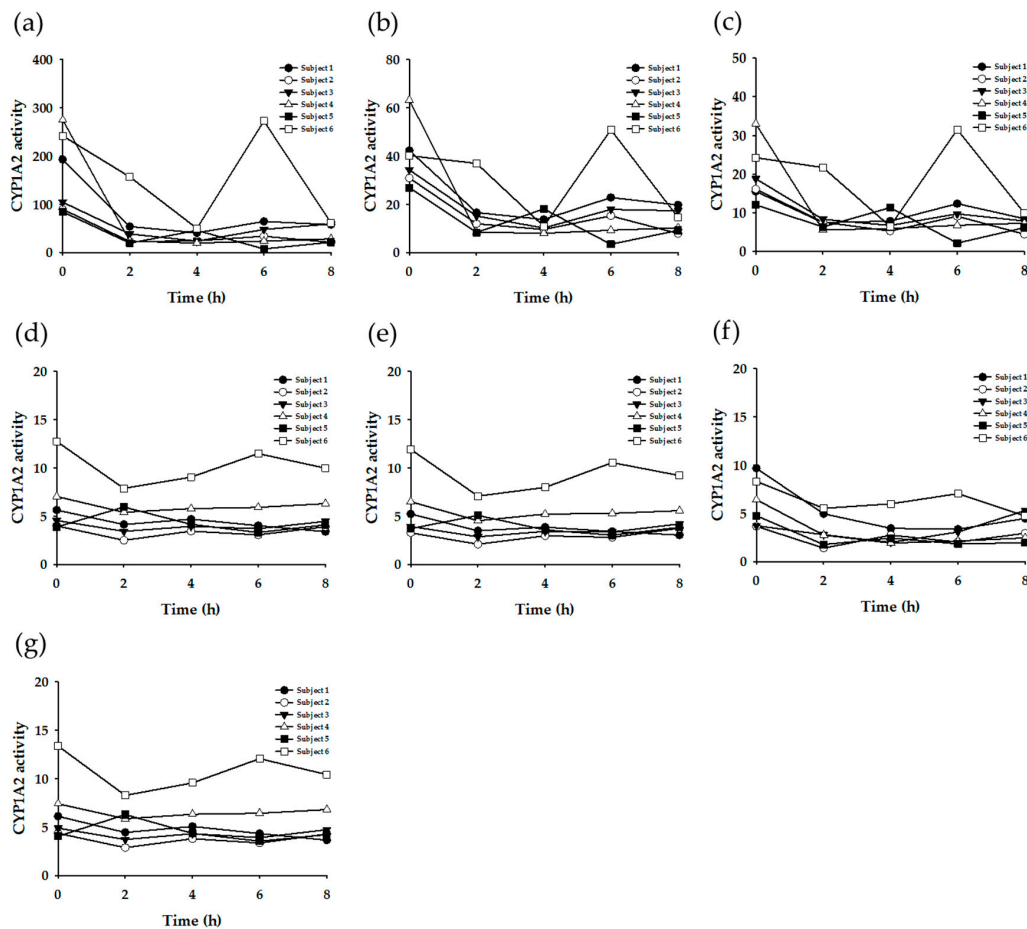 (a)
400
300
200
100
0
CYP1A2 activity
Subject 1
Subject 2
Subject 3
Subject 4
Subject 5
Subject 6
0 2 4 6 8
Time (h)
(b)
80
60
40
20
0
CYP1A2 activity
Subject 1
Subject 2
Subject 3
Subject 4
Subject 5
Subject 6
0 2 4 6 8
Time (h)
(c)
50
40
30
20
10
0
CYP1A2 activity
Subject 1
Subject 2
Subject 3
Subject 4
Subject 5
Subject 6
0 2 4 6 8
Time (h)
(d)
20
15
10
5
0
CYP1A2 activity
Subject 1
Subject 2
Subject 3
Subject 4
Subject 5
Subject 6
0 2 4 6 8
Time (h)
(e)
20
15
10
5
0
CYP1A2 activity
Subject 1
Subject 2
Subject 3
Subject 4
Subject 5
Subject 6
0 2 4 6 8
Time (h)
(f)
20
15
10
5
0
CYP1A2 activity
Subject 1
Subject 2
Subject 3
Subject 4
Subject 5
Subject 6
0 2 4 6 8
Time (h)
(g)
20
15
10
5
0
CYP1A2 activity
Subject 1
Subject 2
Subject 3
Subject 4
Subject 5
Subject 6
0 2 4 6 8
Time (h)